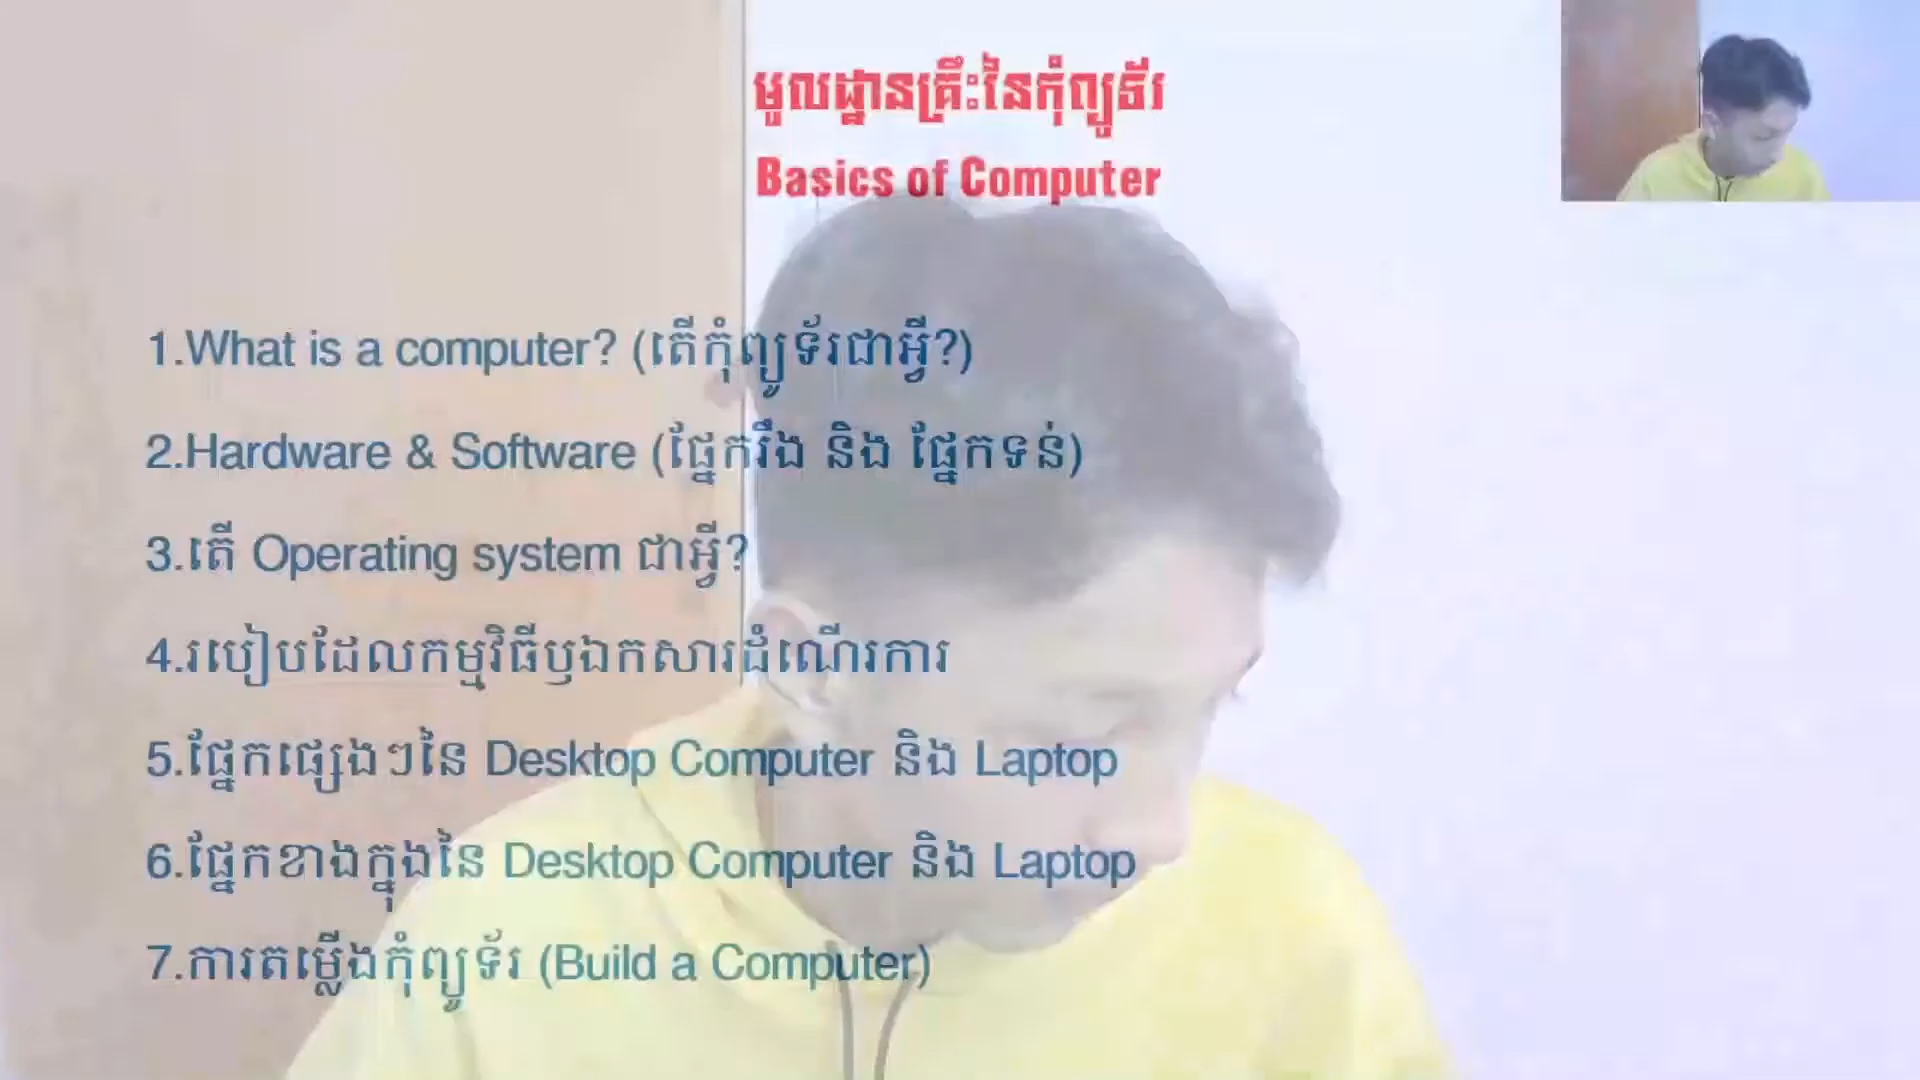 មូលដ្ឋានគ្រឹះនៃកុំព្យូទីរ
Basics of Computer
1.What is a computer? (តើកុំព្យូទ័រជាអ្វី?)
2.Hardware & Software (ផ្នែករឹង និង ផ្នែកទន់)
3.តើ Operating system ជាអ្វី?
4.របៀបដែលកម្មវិធីឫឯកសារដំណើរការ
5.ផ្នែកផ្សេងៗនៃ Desktop Computer និង Laptop
6.ផ្នែកខាងក្នុងនៃ Desktop Computer និង Laptop
7.ការតម្លើងកុំព្យូទ័រ (Build a Computer)